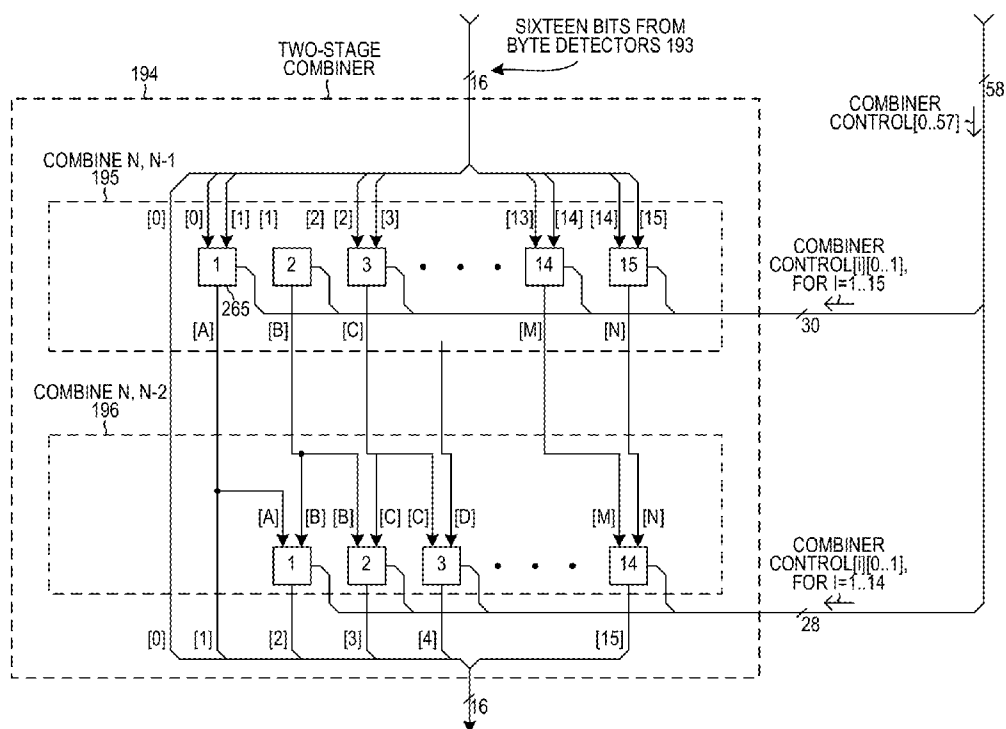 SIXTEEN BITS FROM
BYTE DETECTORS 193
TWO-STAGE
COMBINER
194
16
58
COMBINER
CONTROL[0..57]
COMBINE N, N-1
195
[0] [0] [1] [1] [2] [2] [3] [13] [14] [14] [15]
1 2 3 14 15
265
COMBINER
CONTROL[i][0..1],
FOR I=1..15
30
[A] [B] [C] [M] [N]
COMBINE N, N-2
196
[A] [B] [B] [C] [C] [D] [M] [N]
1 2 3 14
COMBINER
CONTROL[i][0..1],
FOR I=1..14
28
[0] [1] [2] [3] [4] [15]
16